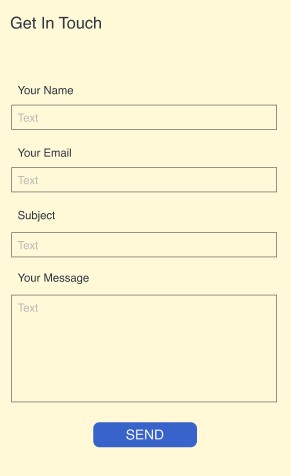 Get In Touch
Your Name
Text
Your Email
Text
Subject
Text
Your Message
Text
SEND